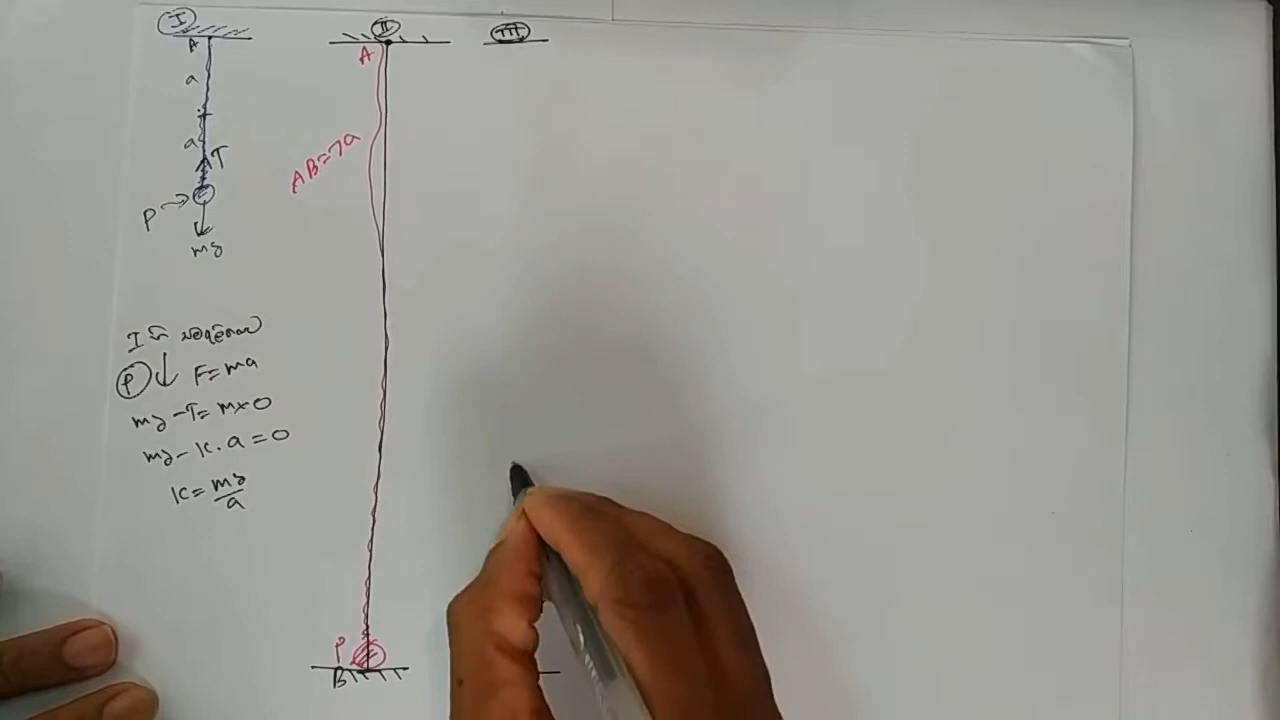 I
A
a
a
T
P
mg
II
A
AB=7a
P
B
III
I
P ↓ F=ma
mg-T=m×0
mg-k.a=0
k=mg/a